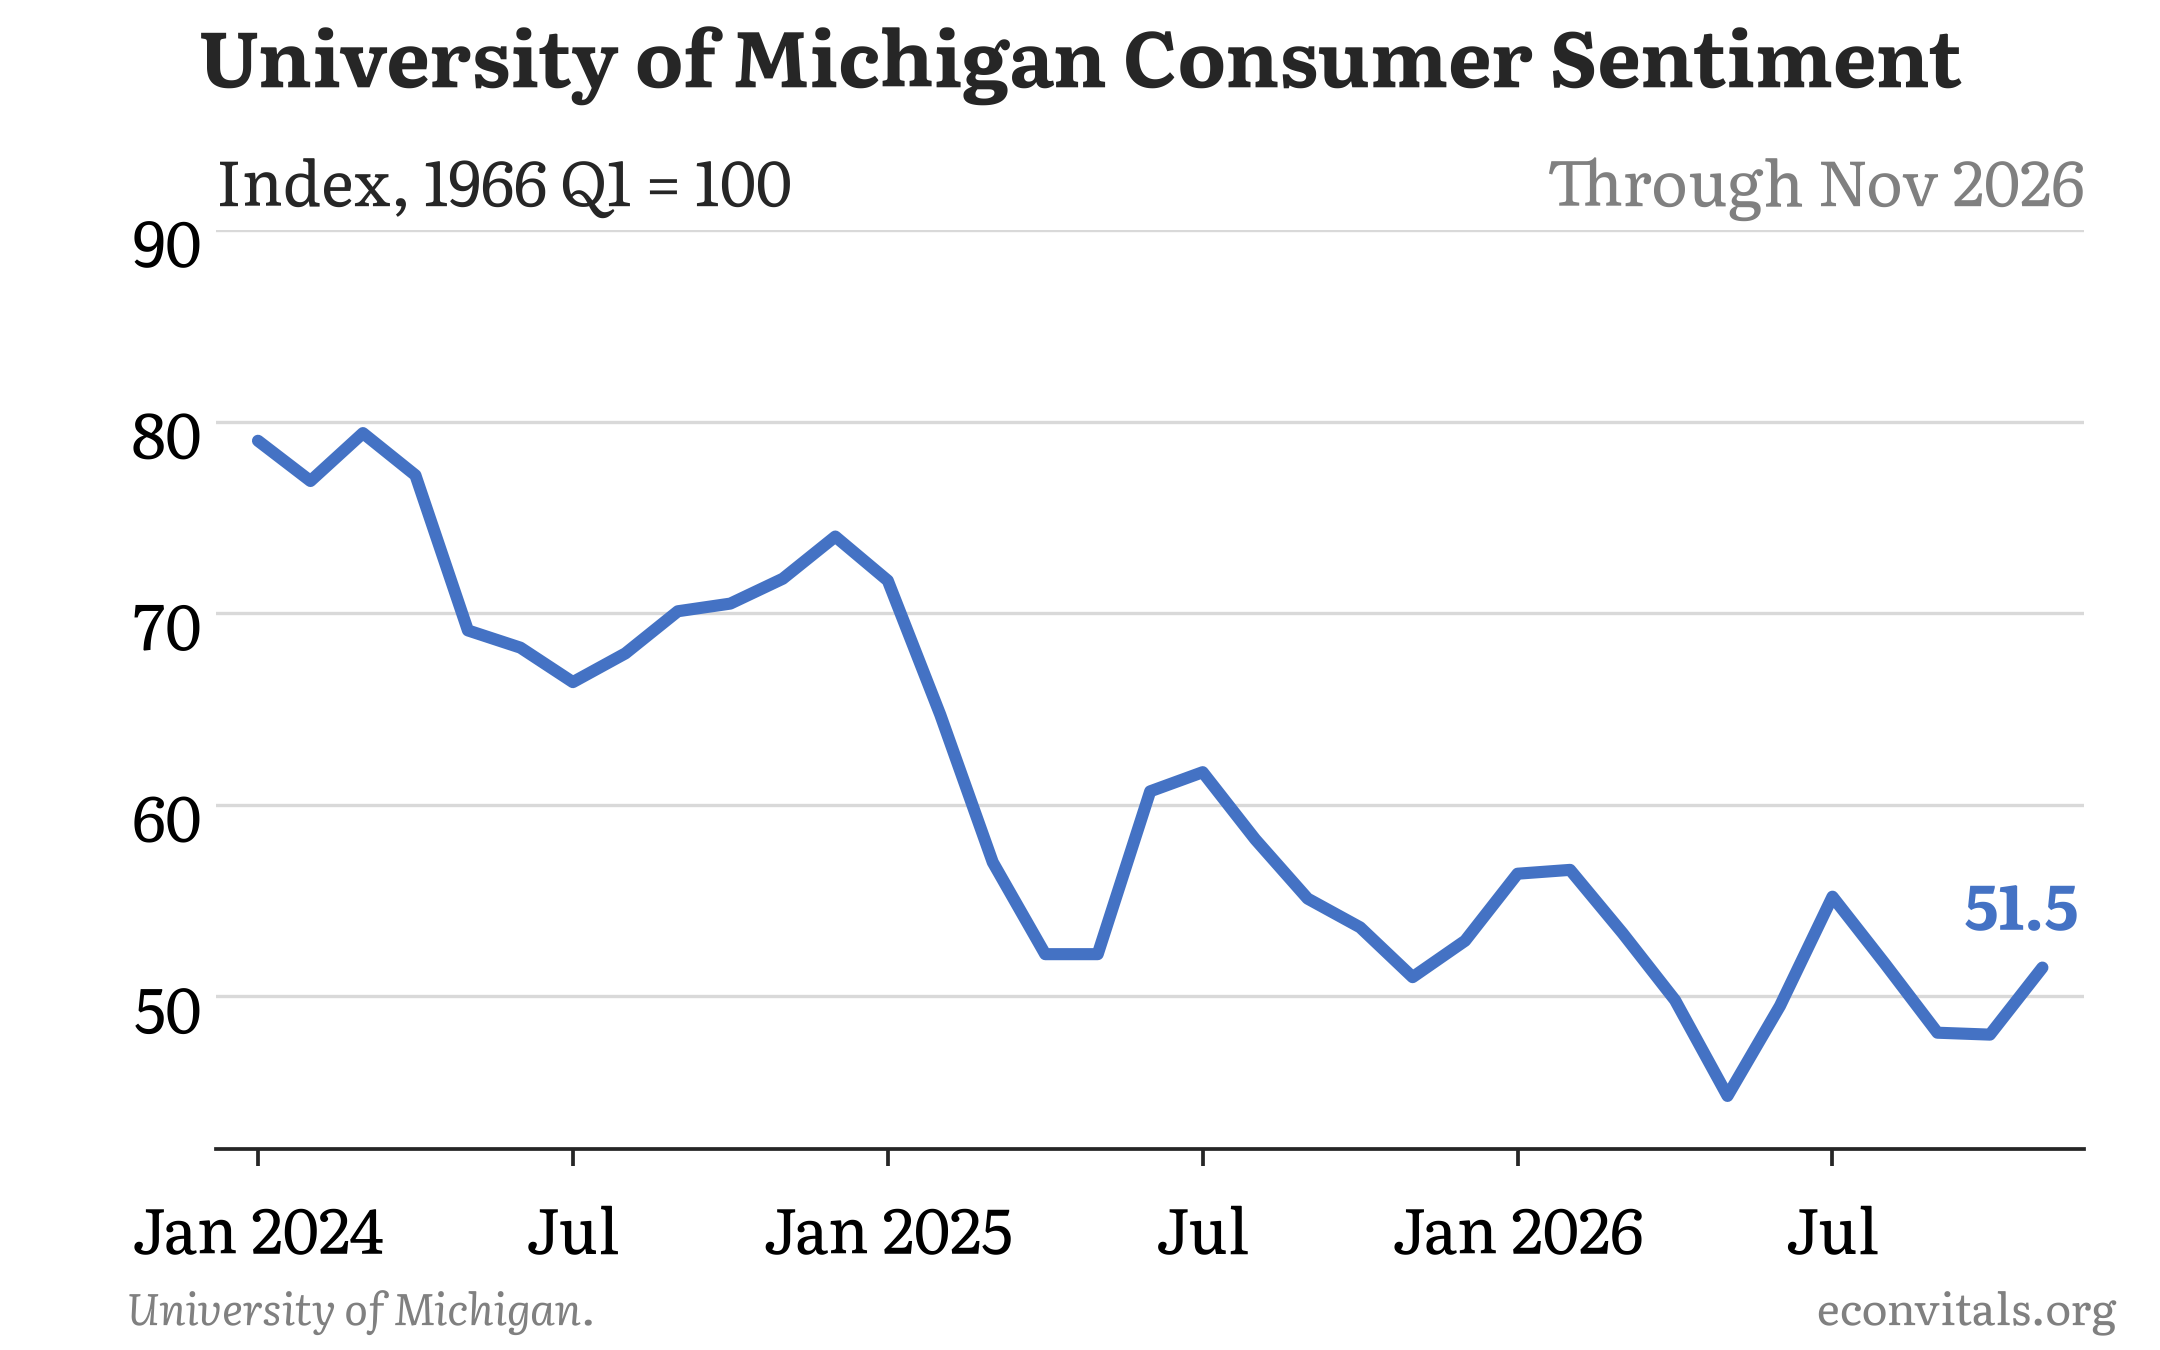 University of Michigan Consumer Sentiment
Index, 1966 Q1 = 100
Through Nov 2026
90
80
70
60
50
51.5
Jan 2024
Jul
Jan 2025
Jul
Jan 2026
Jul
University of Michigan.
econvitals.org